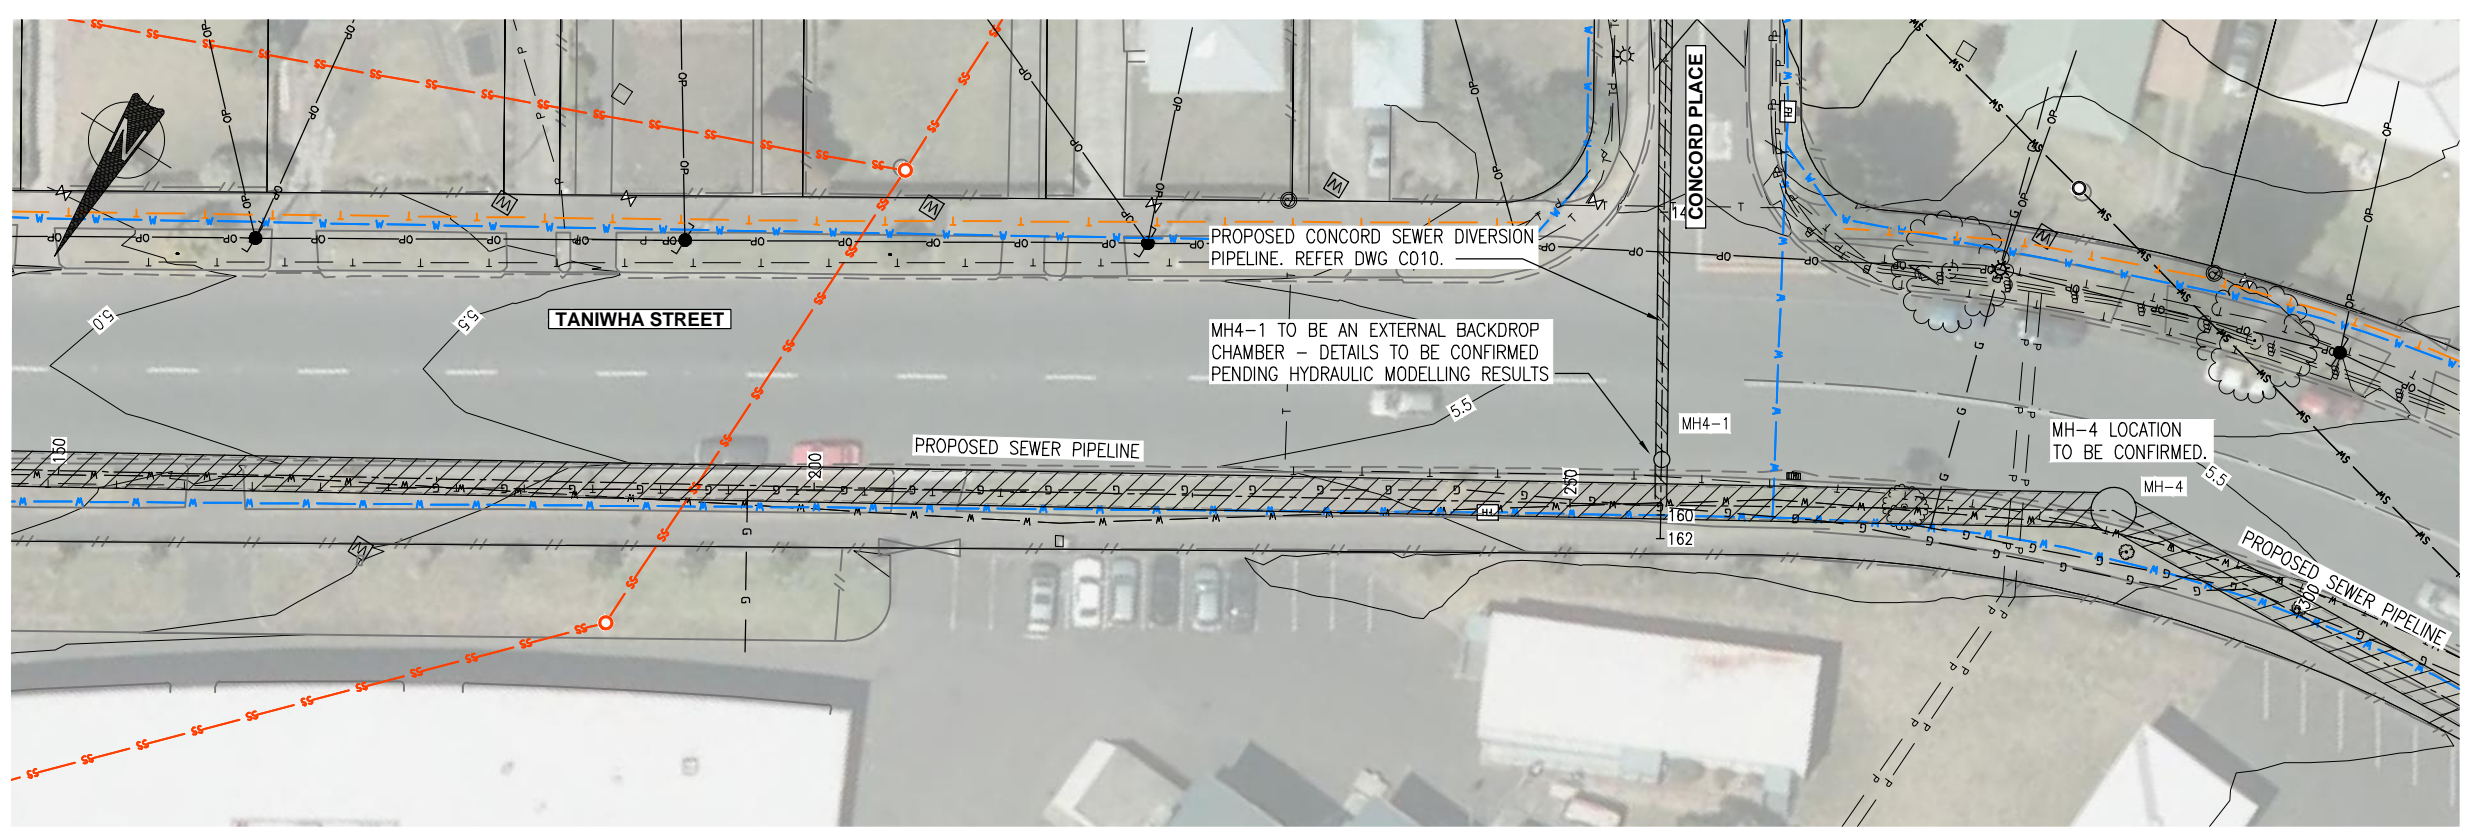 CONCORD PLACE
14
PROPOSED CONCORD SEWER DIVERSION
PIPELINE. REFER DWG C010.
TANIWHA STREET
5.0
5.5
MH4-1 TO BE AN EXTERNAL BACKDROP
CHAMBER – DETAILS TO BE CONFIRMED
PENDING HYDRAULIC MODELLING RESULTS
5.5
MH4-1
MH-4 LOCATION
TO BE CONFIRMED.
5.5
MH-4
PROPOSED SEWER PIPELINE
150
200
250
160
162
PROPOSED SEWER PIPELINE
300